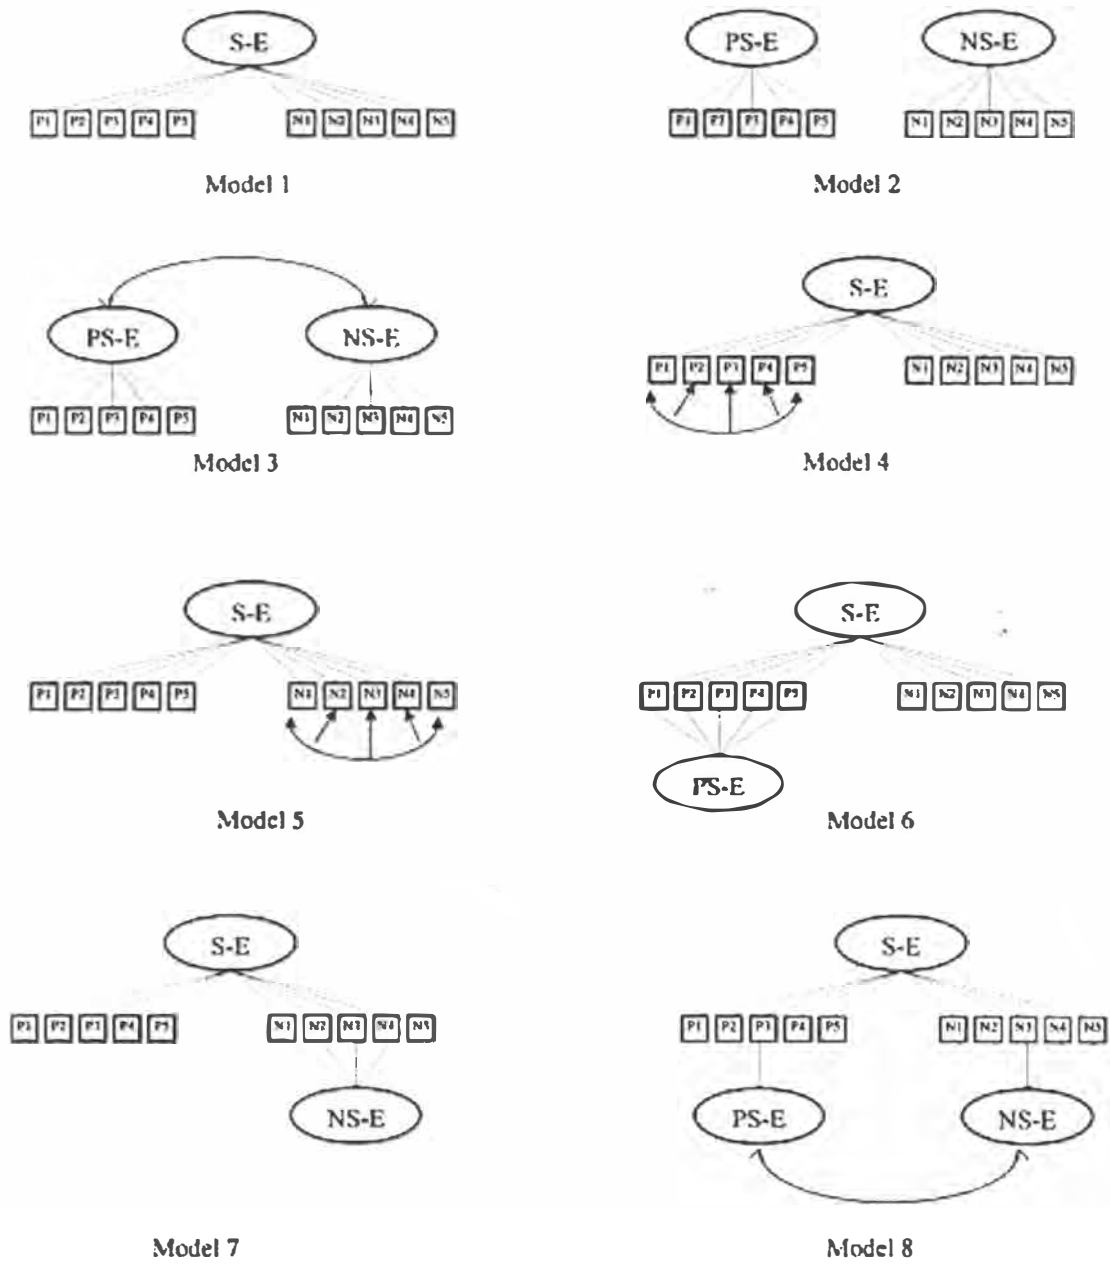 S-E
P1 P2 P3 P4 P5 N1 N2 N3 N4 N5
Model 1
PS-E NS-E
P1 P2 P3 P4 P5 N1 N2 N3 N4 N5
Model 2
PS-E NS-E
P1 P2 P3 P4 P5 N1 N2 N3 N4 N5
Model 3
S-E
P1 P2 P3 P4 P5 N1 N2 N3 N4 N5
Model 4
S-E
P1 P2 P3 P4 P5 N1 N2 N3 N4 N5
Model 5
S-E
P1 P2 P3 P4 P5 N1 N2 N3 N4 N5
PS-E
Model 6
S-E
P1 P2 P3 P4 P5 N1 N2 N3 N4 N5
NS-E
Model 7
S-E
P1 P2 P3 P4 P5 N1 N2 N3 N4 N5
PS-E NS-E
Model 8